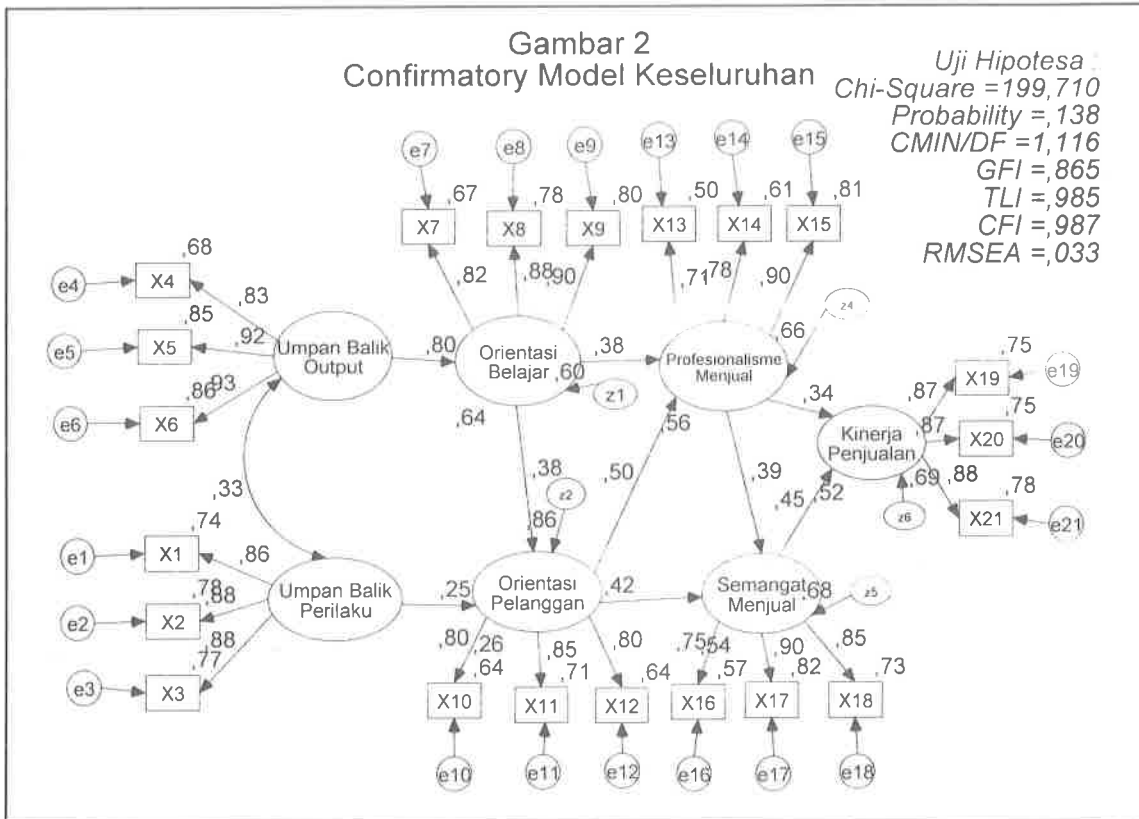 Gambar 2
Confirmatory Model Keseluruhan
Uji Hipotesa :
Chi-Square =199,710
Probability =,138
CMIN/DF =1,116
GFI =,865
TLI =,985
CFI =,987
RMSEA =,033
e7 e8 e9 e13 e14 e15
,67 ,78 ,80 ,50 ,61 ,81
X7 X8 X9 X13 X14 X15
,82 ,88 ,90 ,71 ,78 ,90
,68
e4 X4
,83
,85
e5 X5
,92
,86 ,93
e6 X6
Umpan Balik
Output
,80
Orientasi
Belajar
,60
z1
,64
,38
Profesionalisme
Menjual
,66
z4
,56
,34
,75
X19 e19
,87
,75
X20 e20
,87
Kinerja
Penjualan
,69 ,88
,78
X21 e21
z6
,33
,38
z2
,86
,50
,39
,45 ,52
,74
e1 X1
,86
,78
e2 X2
,88
,88
,77
e3 X3
Umpan Balik
Perilaku
,25
Orientasi
Pelanggan
,42
Semangat
Menjual
,68
z5
,80 ,26 ,85 ,80 ,75 ,54 ,90 ,85
,64 ,71 ,64 ,57 ,82 ,73
X10 X11 X12 X16 X17 X18
e10 e11 e12 e16 e17 e18